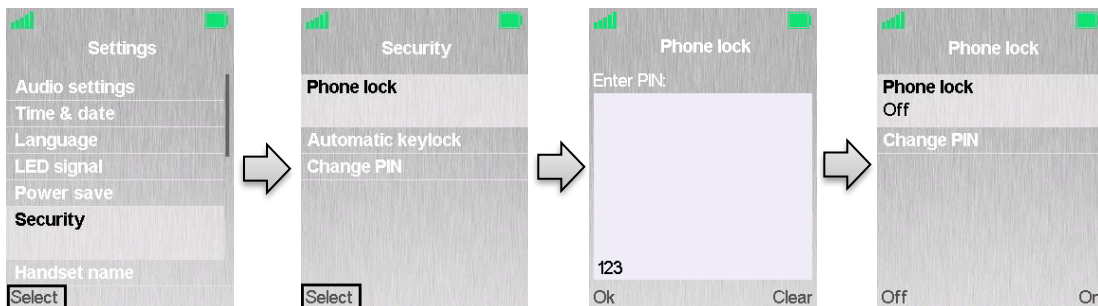 Settings
Audio settings
Time & date
Language
LED signal
Power save
Security
Handset name
Select
Security
Phone lock
Automatic keylock
Change PIN
Select
Phone lock
Enter PIN:
123
Ok Clear
Phone lock
Phone lock
Off
Change PIN
Off On